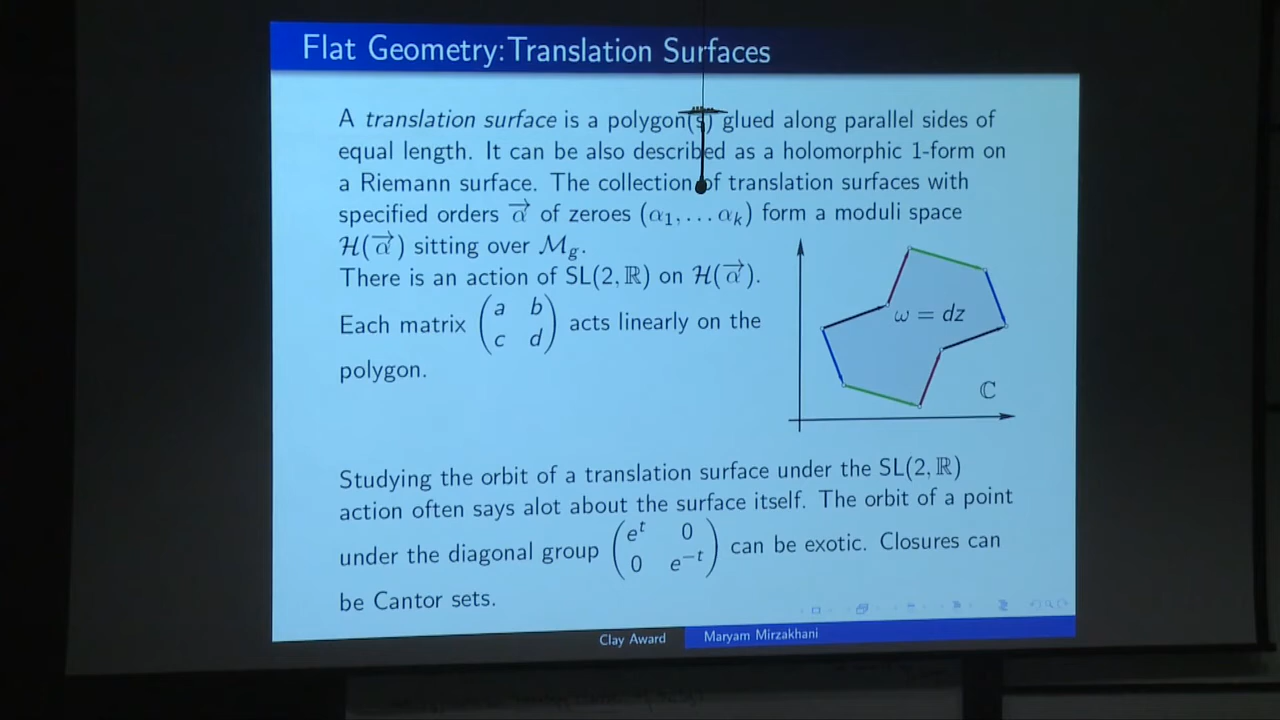 Flat Geometry:Translation Surfaces
A translation surface is a polygon(s) glued along parallel sides of
equal length. It can be also described as a holomorphic 1-form on
a Riemann surface. The collection of translation surfaces with
specified orders α⃗ of zeroes (α₁, … αₖ) form a moduli space
ℋ(α⃗) sitting over ℳ_g.
There is an action of SL(2, ℝ) on ℋ(α⃗).
Each matrix (a b; c d) acts linearly on the
polygon.
ω = dz
ℂ
Studying the orbit of a translation surface under the SL(2, ℝ)
action often says alot about the surface itself. The orbit of a point
under the diagonal group (eᵗ 0; 0 e⁻ᵗ) can be exotic. Closures can
be Cantor sets.
Clay Award Maryam Mirzakhani